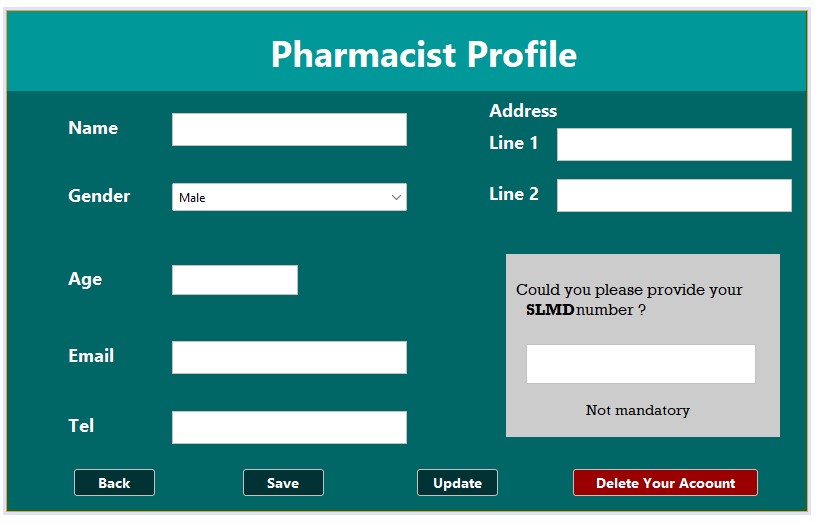 Pharmacist Profile
Name
Gender
Male
Age
Email
Tel
Address
Line 1
Line 2
Could you please provide your
SLMD number ?
Not mandatory
Back
Save
Update
Delete Your Acoount